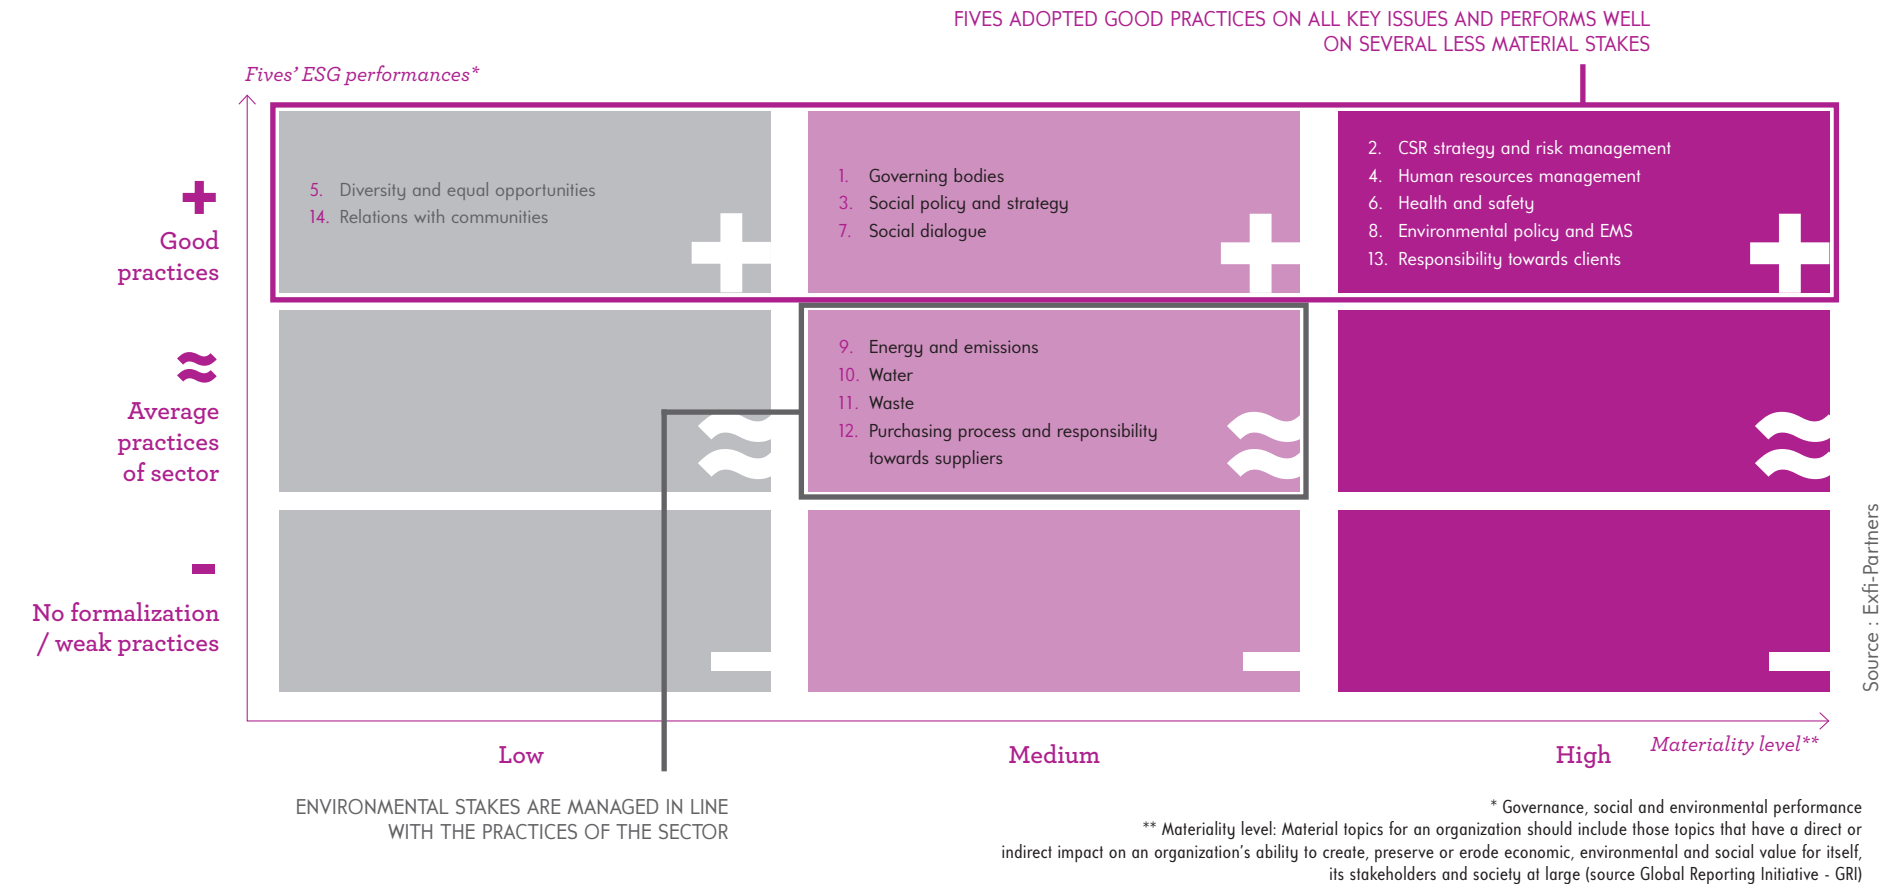 FIVES ADOPTED GOOD PRACTICES ON ALL KEY ISSUES AND PERFORMS WELL
ON SEVERAL LESS MATERIAL STAKES
Fives’ ESG performances*
+
Good
practices
5. Diversity and equal opportunities
14. Relations with communities
+
1. Governing bodies
3. Social policy and strategy
7. Social dialogue
+
2. CSR strategy and risk management
4. Human resources management
6. Health and safety
8. Environmental policy and EMS
13. Responsibility towards clients
+
≈
Average
practices
of sector
≈
9. Energy and emissions
10. Water
11. Waste
12. Purchasing process and responsibility
towards suppliers
≈
≈
-
No formalization
/ weak practices
-
-
-
Low
Medium
High
Materiality level**
ENVIRONMENTAL STAKES ARE MANAGED IN LINE
WITH THE PRACTICES OF THE SECTOR
Source : Exfi-Partners
* Governance, social and environmental performance
** Materiality level: Material topics for an organization should include those topics that have a direct or
indirect impact on an organization’s ability to create, preserve or erode economic, environmental and social value for itself,
its stakeholders and society at large (source Global Reporting Initiative - GRI)